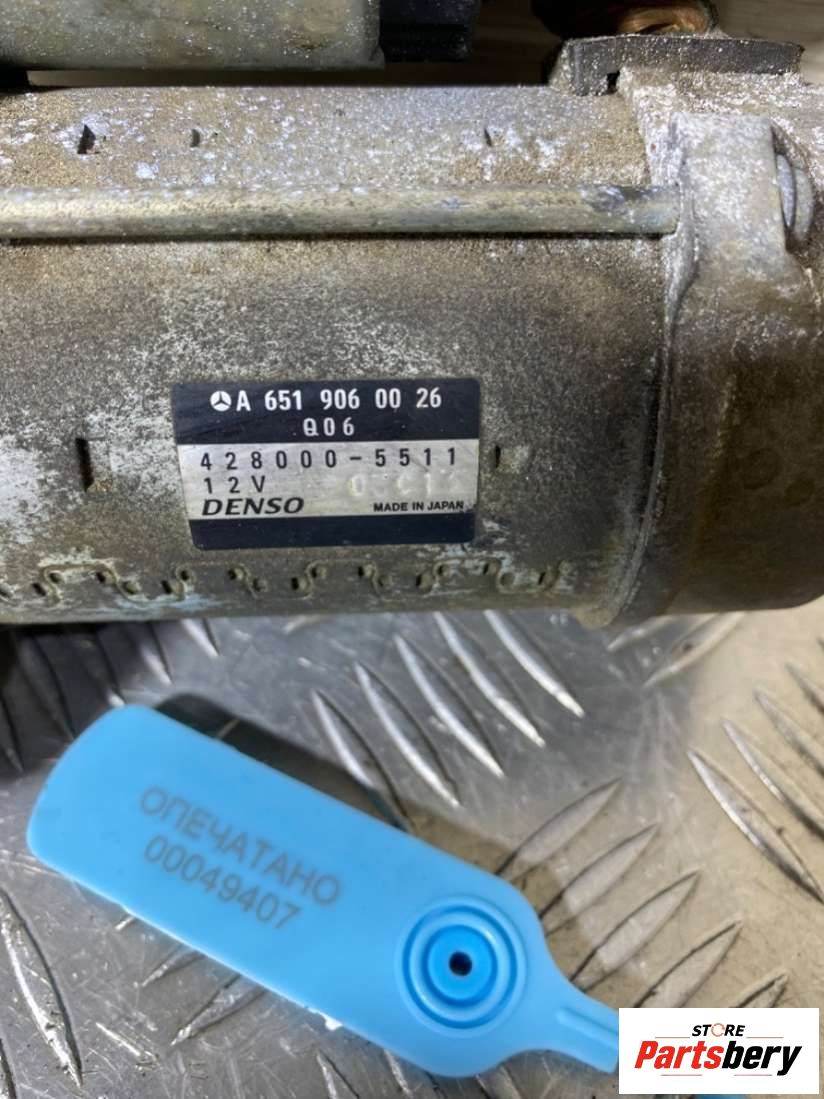 A 651 906 00 26
Q06
428000-5511
12V
DENSO MADE IN JAPAN
ОПЕЧАТАНО
00049407
STORE
Partsbery